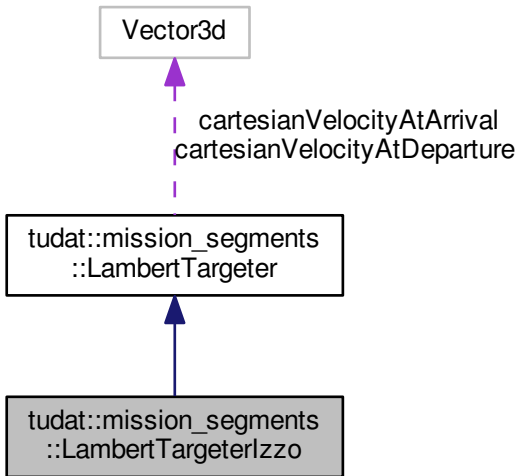 Vector3d
cartesianVelocityAtArrival
cartesianVelocityAtDeparture
tudat::mission_segments
::LambertTargeter
tudat::mission_segments
::LambertTargeterIzzo